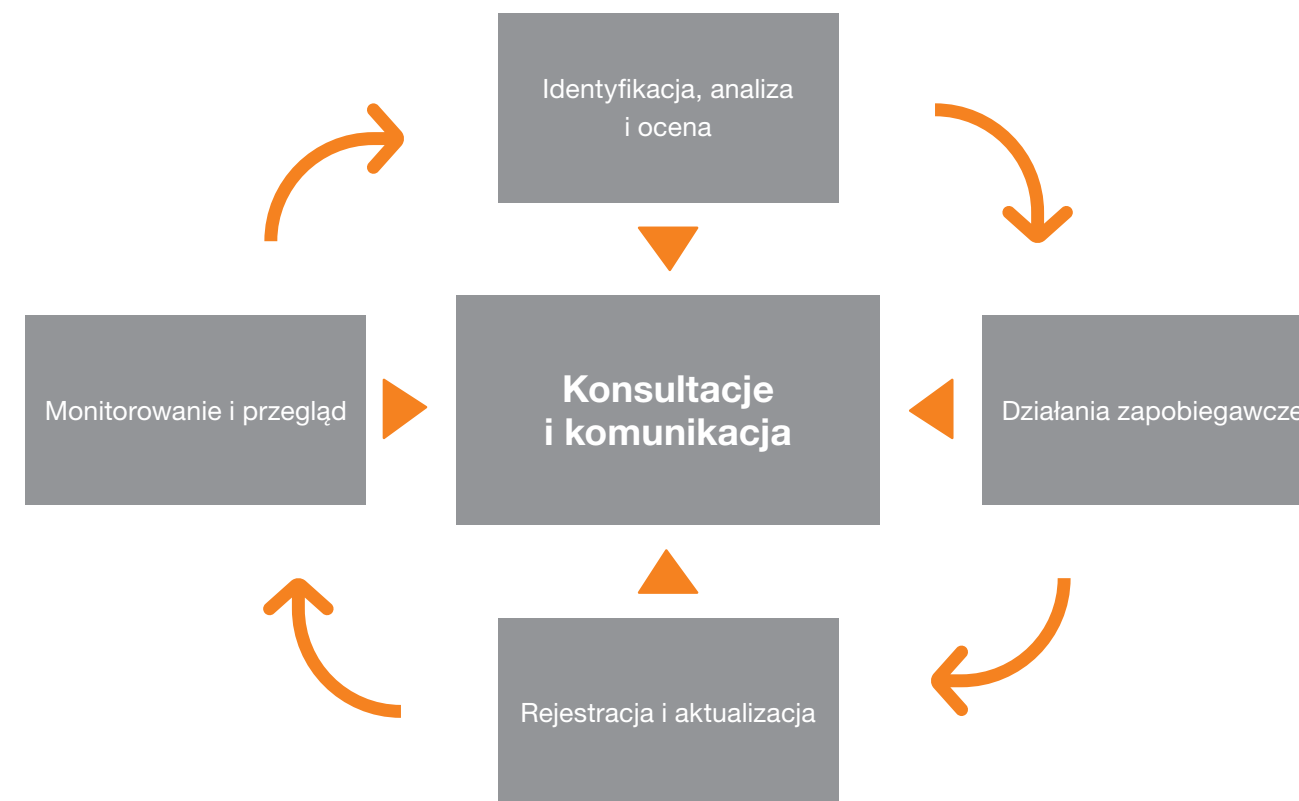 Identyfikacja, analiza
i ocena
Monitorowanie i przegląd
Konsultacje
i komunikacja
Działania zapobiegawcze
Rejestracja i aktualizacja